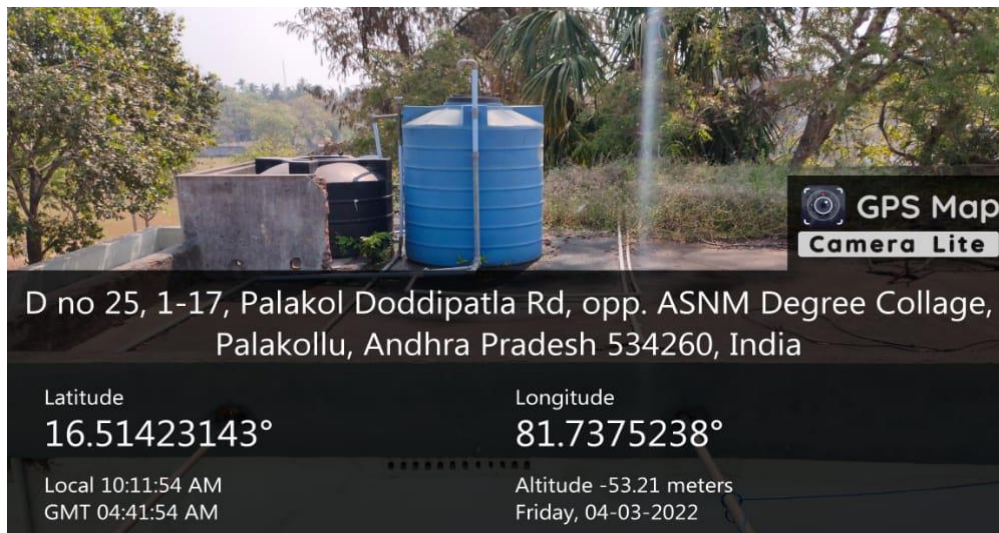 GPS Map
Camera Lite
D no 25, 1-17, Palakol Doddipatla Rd, opp. ASNM Degree Collage,
Palakollu, Andhra Pradesh 534260, India
Latitude
16.51423143°
Longitude
81.7375238°
Local 10:11:54 AM
GMT 04:41:54 AM
Altitude -53.21 meters
Friday, 04-03-2022